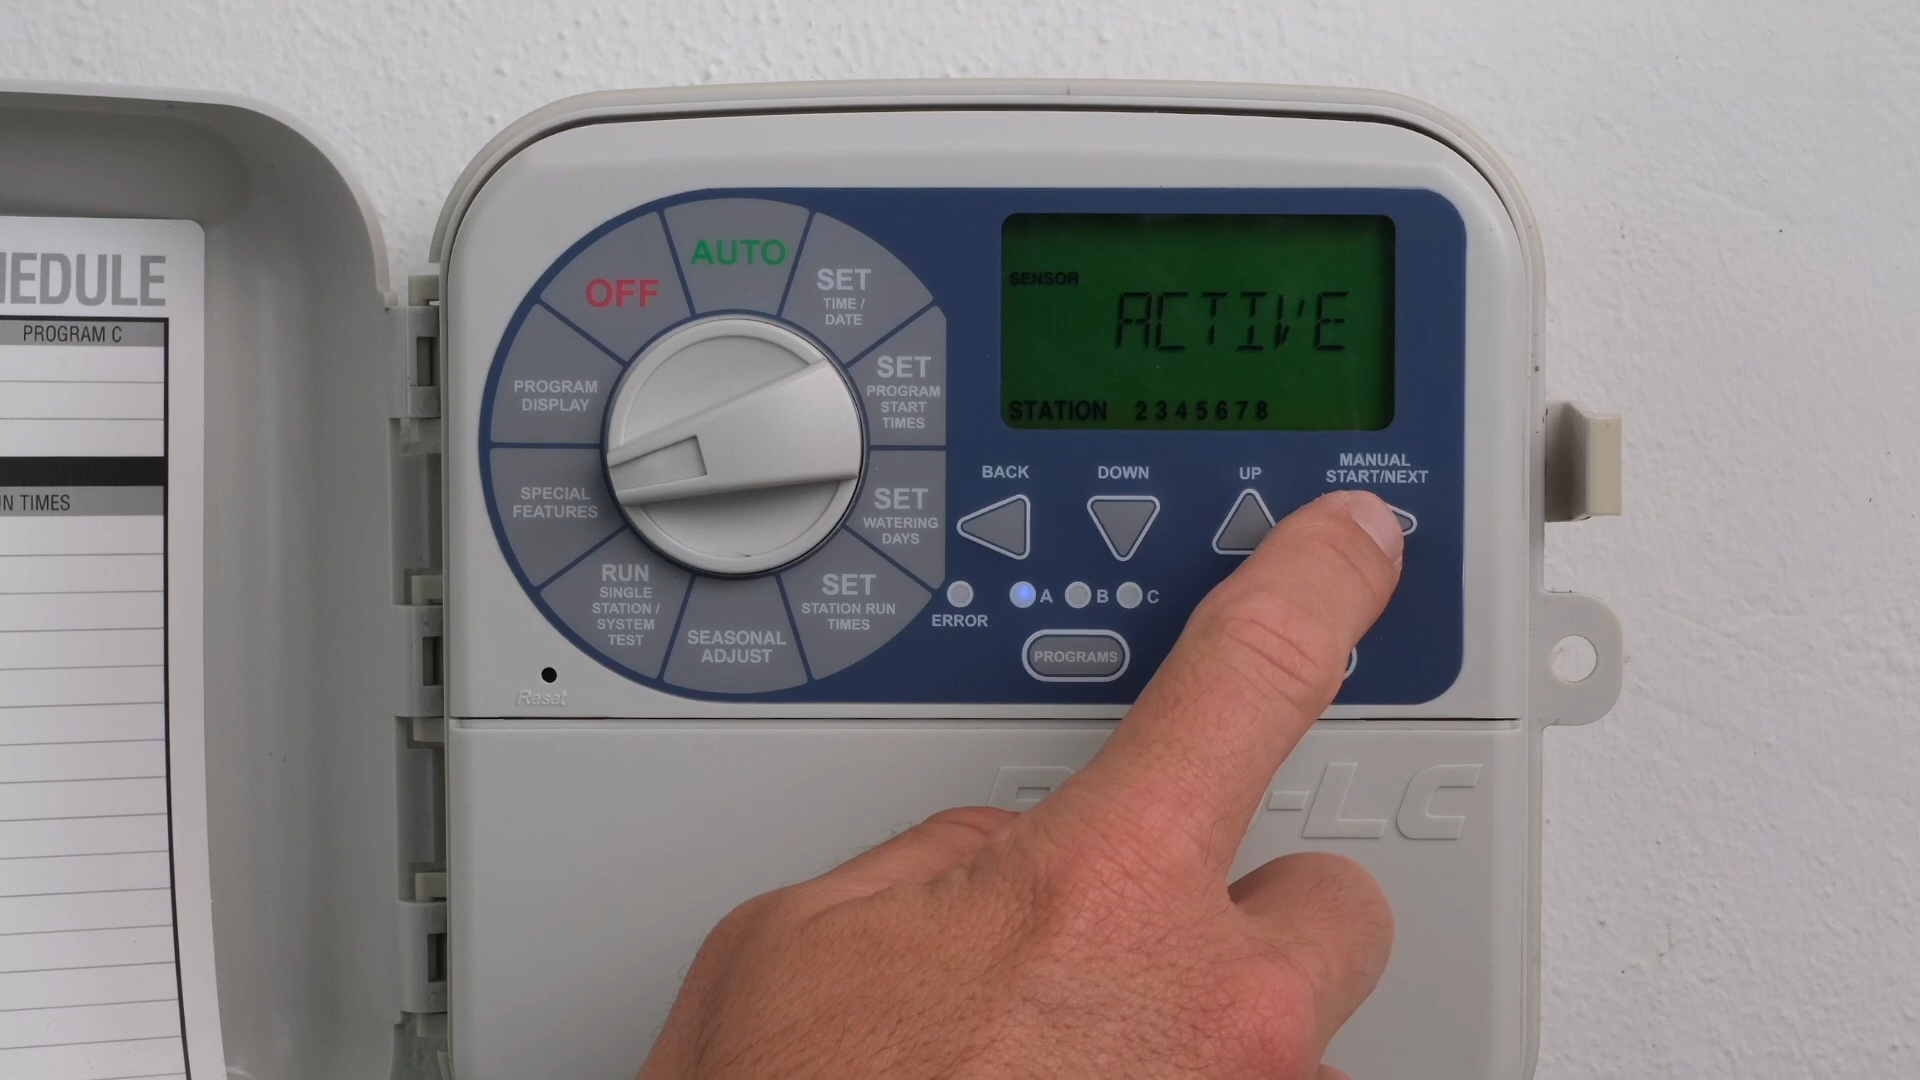 HEDULE
PROGRAM C
N TIMES
OFF
AUTO
SET
TIME /
DATE
SET
PROGRAM
START
TIMES
SET
WATERING
DAYS
SET
STATION RUN
TIMES
SEASONAL
ADJUST
RUN
SINGLE
STATION /
SYSTEM
TEST
SPECIAL
FEATURES
PROGRAM
DISPLAY
Reset
SENSOR
ACTIVE
STATION 2345678
BACK
DOWN
UP
MANUAL
START/NEXT
ERROR
A
B
C
PROGRAMS
-LC